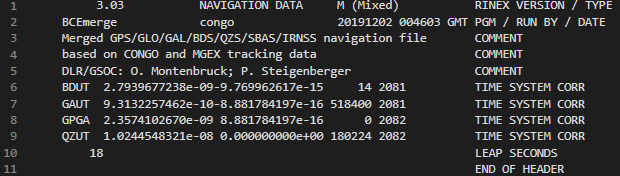 1 3.03 NAVIGATION DATA M (Mixed) RINEX VERSION / TYPE
2 BCEmerge congo 20191202 004603 GMT PGM / RUN BY / DATE
3 Merged GPS/GLO/GAL/BDS/QZS/SBAS/IRNSS navigation file COMMENT
4 based on CONGO and MGEX tracking data COMMENT
5 DLR/GSOC: O. Montenbruck; P. Steigenberger COMMENT
6 BDUT 2.7939677238e-09-9.769962617e-15 14 2081 TIME SYSTEM CORR
7 GAUT 9.3132257462e-10-8.881784197e-16 518400 2081 TIME SYSTEM CORR
8 GPGA 2.3574102670e-09 8.881784197e-16 0 2082 TIME SYSTEM CORR
9 QZUT 1.0244548321e-08 0.000000000e+00 180224 2082 TIME SYSTEM CORR
10 18 LEAP SECONDS
11 END OF HEADER